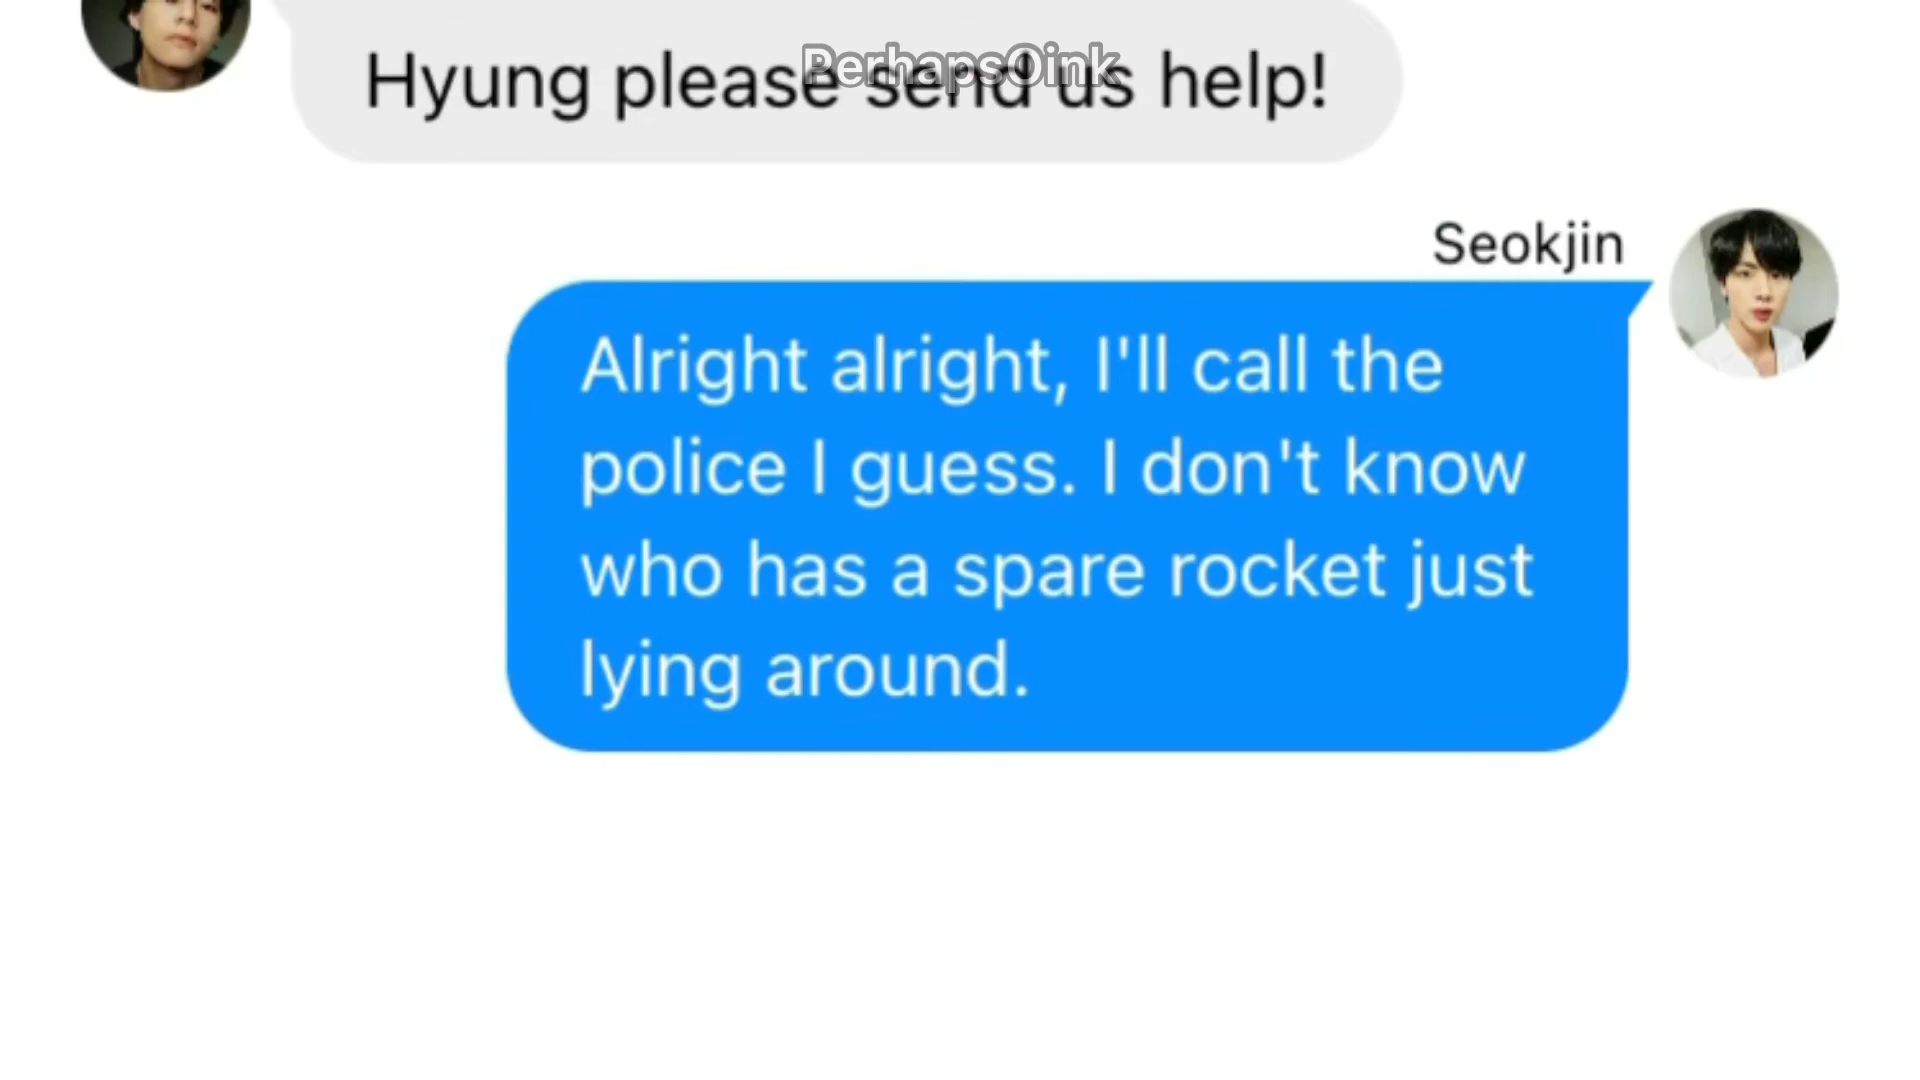 Hyung please send us help!
PerhapsOink
Seokjin
Alright alright, I'll call the
police I guess. I don't know
who has a spare rocket just
lying around.